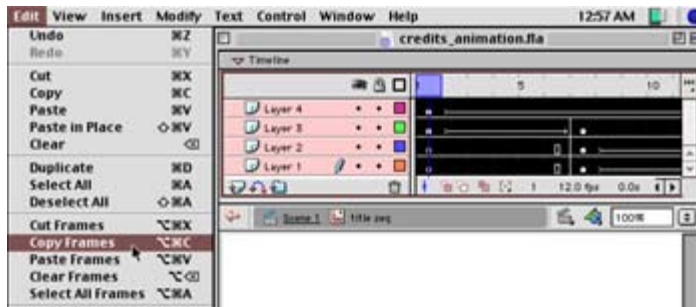 Edit View Insert Modify Text Control Window Help 12:57 AM
credits_animation.fla
Timeline
Undo ⌘Z
Redo ⌘Y
Cut ⌘X
Copy ⌘C
Paste ⌘V
Paste in Place ⇧⌘V
Clear ⌫
Duplicate ⌘D
Select All ⌘A
Deselect All ⇧⌘A
Cut Frames ⌥⌘X
Copy Frames ⌥⌘C
Paste Frames ⌥⌘V
Clear Frames ⌥⌫
Select All Frames ⌥⌘A
1 5 10
Layer 4
Layer 3
Layer 2
Layer 1
1 12.0 fps 0.0s
Scene 1 title seq 100%